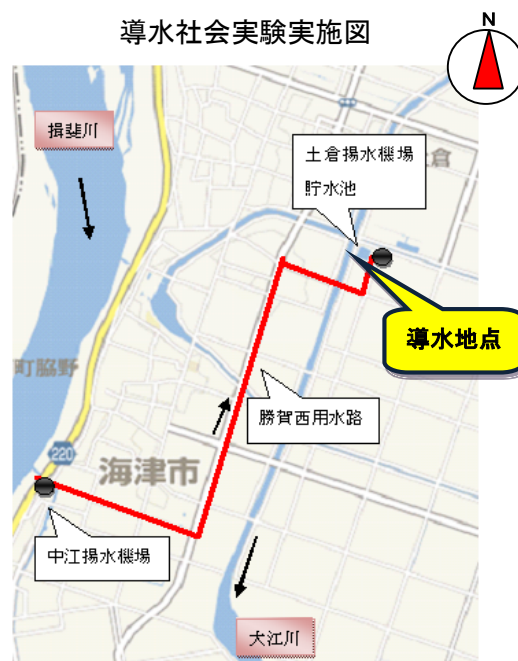 導水社会実験実施図
N
揖斐川
土倉揚水機場
貯水池
倉
導水地点
町脇野
勝賀西用水路
220
海津市
中江揚水機場
大江川